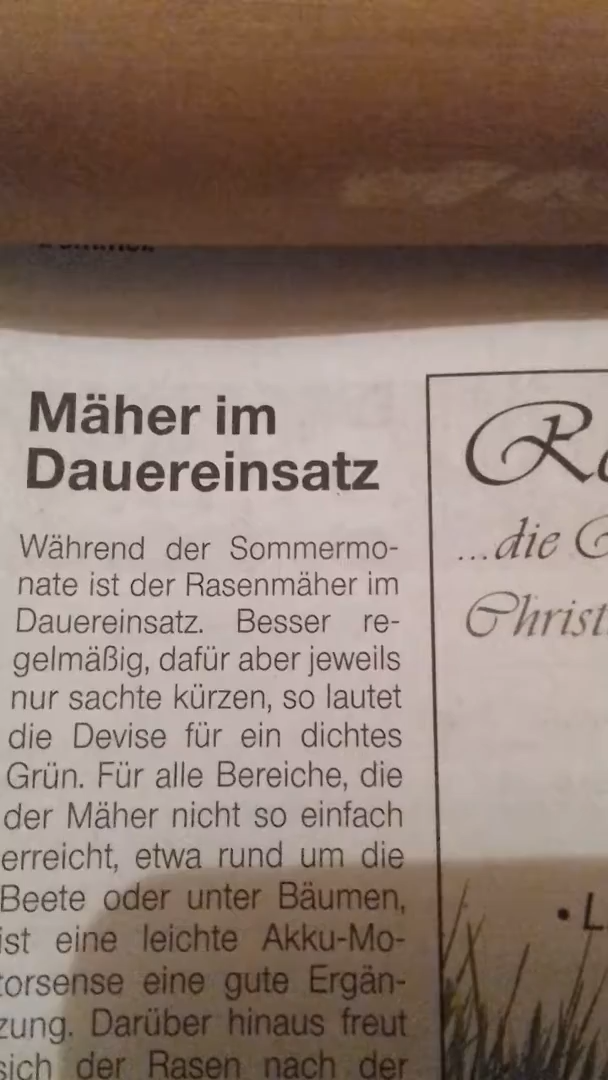 Mäher im
Dauereinsatz
Während der Sommermo-
nate ist der Rasenmäher im
Dauereinsatz. Besser re-
gelmäßig, dafür aber jeweils
nur sachte kürzen, so lautet
die Devise für ein dichtes
Grün. Für alle Bereiche, die
der Mäher nicht so einfach
erreicht, etwa rund um die
Beete oder unter Bäumen,
ist eine leichte Akku-Mo-
torsense eine gute Ergän-
zung. Darüber hinaus freut
sich der Rasen nach der
...die
Christ